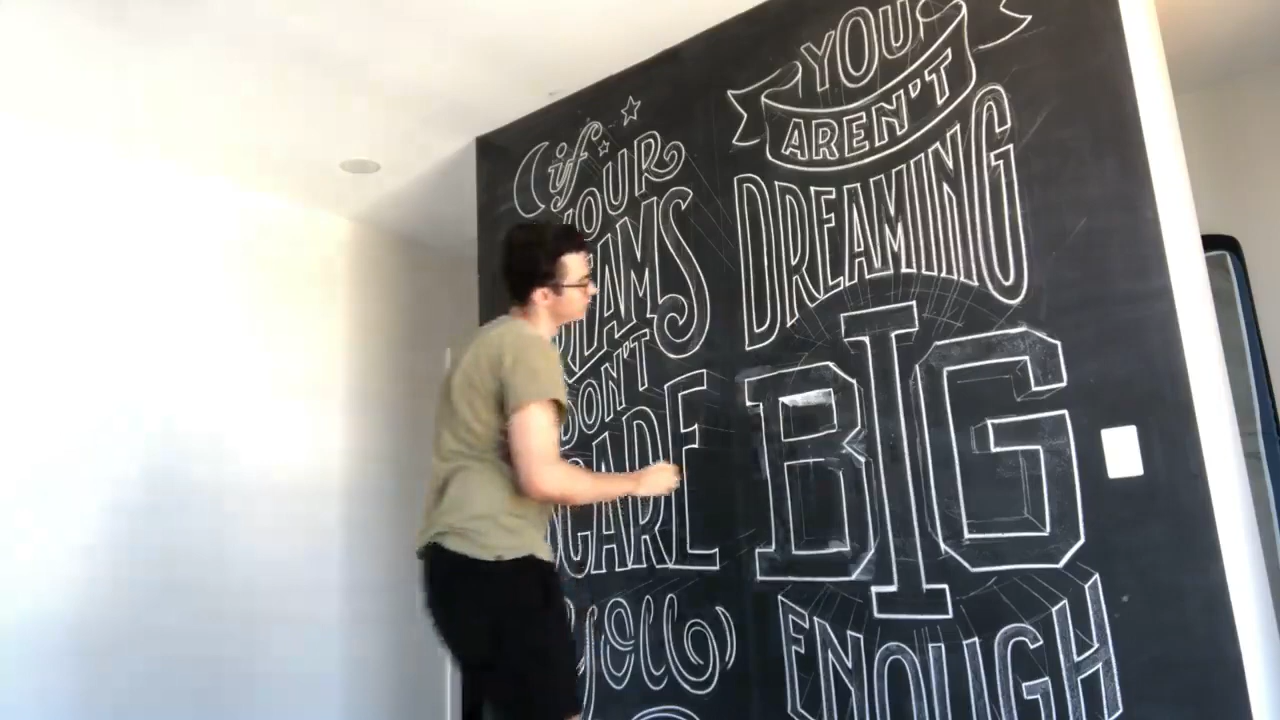 if
YOUR
DREAMS
DON'T
SCARE
you
YOU
AREN'T
DREAMING
BIG
ENOUGH